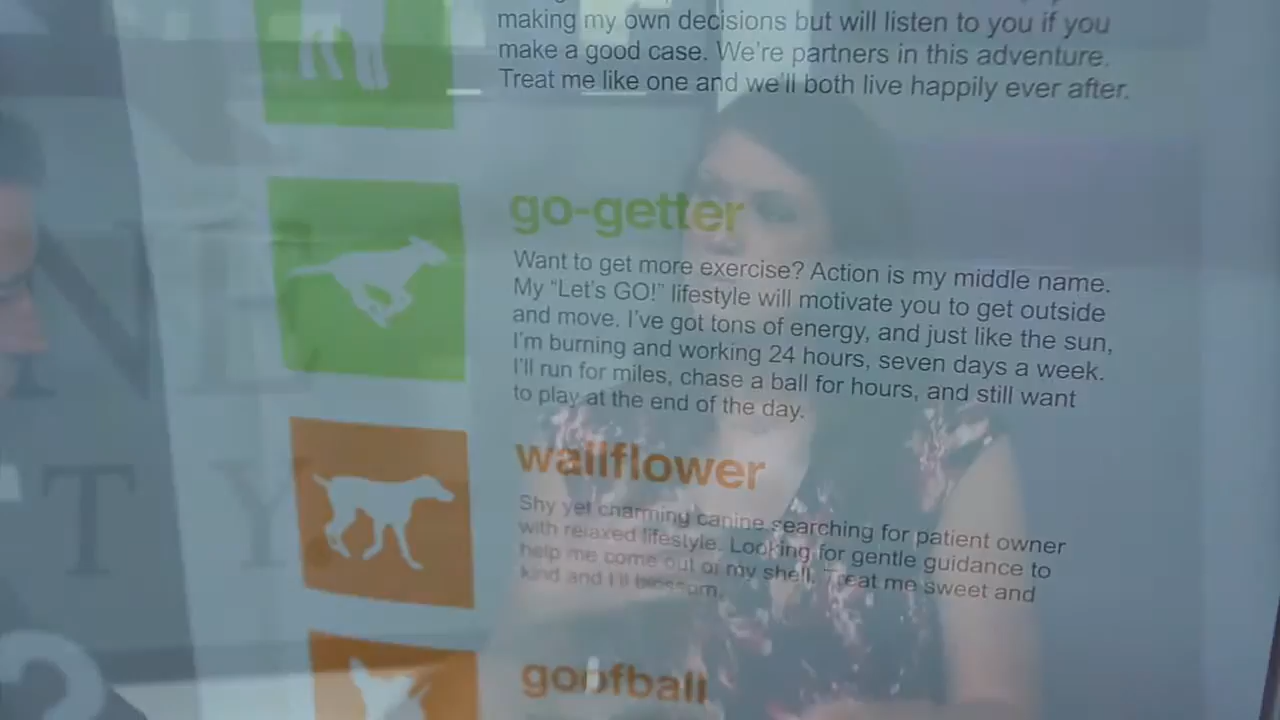 making my own decisions but will listen to you if you
make a good case. We're partners in this adventure.
Treat me like one and we'll both live happily ever after.
go-getter
Want to get more exercise? Action is my middle name.
My “Let's GO!” lifestyle will motivate you to get outside
and move. I've got tons of energy, and just like the sun,
I'm burning and working 24 hours, seven days a week.
I'll run for miles, chase a ball for hours, and still want
to play at the end of the day.
wallflower
Shy yet charming canine searching for patient owner
with relaxed lifestyle. Looking for gentle guidance to
help me come out of my shell. Treat me sweet and
kind and I'll blossom.
goofball